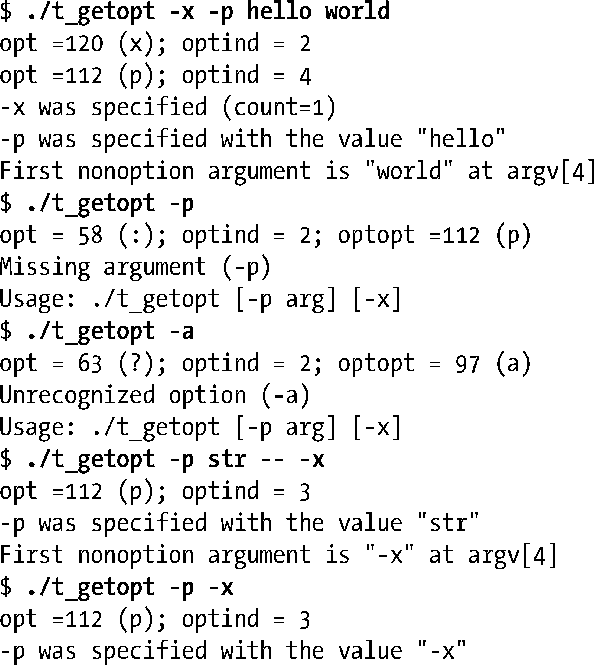 $ ./t_getopt -x -p hello world
opt =120 (x); optind = 2
opt =112 (p); optind = 4
-x was specified (count=1)
-p was specified with the value "hello"
First nonoption argument is "world" at argv[4]
$ ./t_getopt -p
opt = 58 (:); optind = 2; optopt =112 (p)
Missing argument (-p)
Usage: ./t_getopt [-p arg] [-x]
$ ./t_getopt -a
opt = 63 (?); optind = 2; optopt = 97 (a)
Unrecognized option (-a)
Usage: ./t_getopt [-p arg] [-x]
$ ./t_getopt -p str -- -x
opt =112 (p); optind = 3
-p was specified with the value "str"
First nonoption argument is "-x" at argv[4]
$ ./t_getopt -p -x
opt =112 (p); optind = 3
-p was specified with the value "-x"